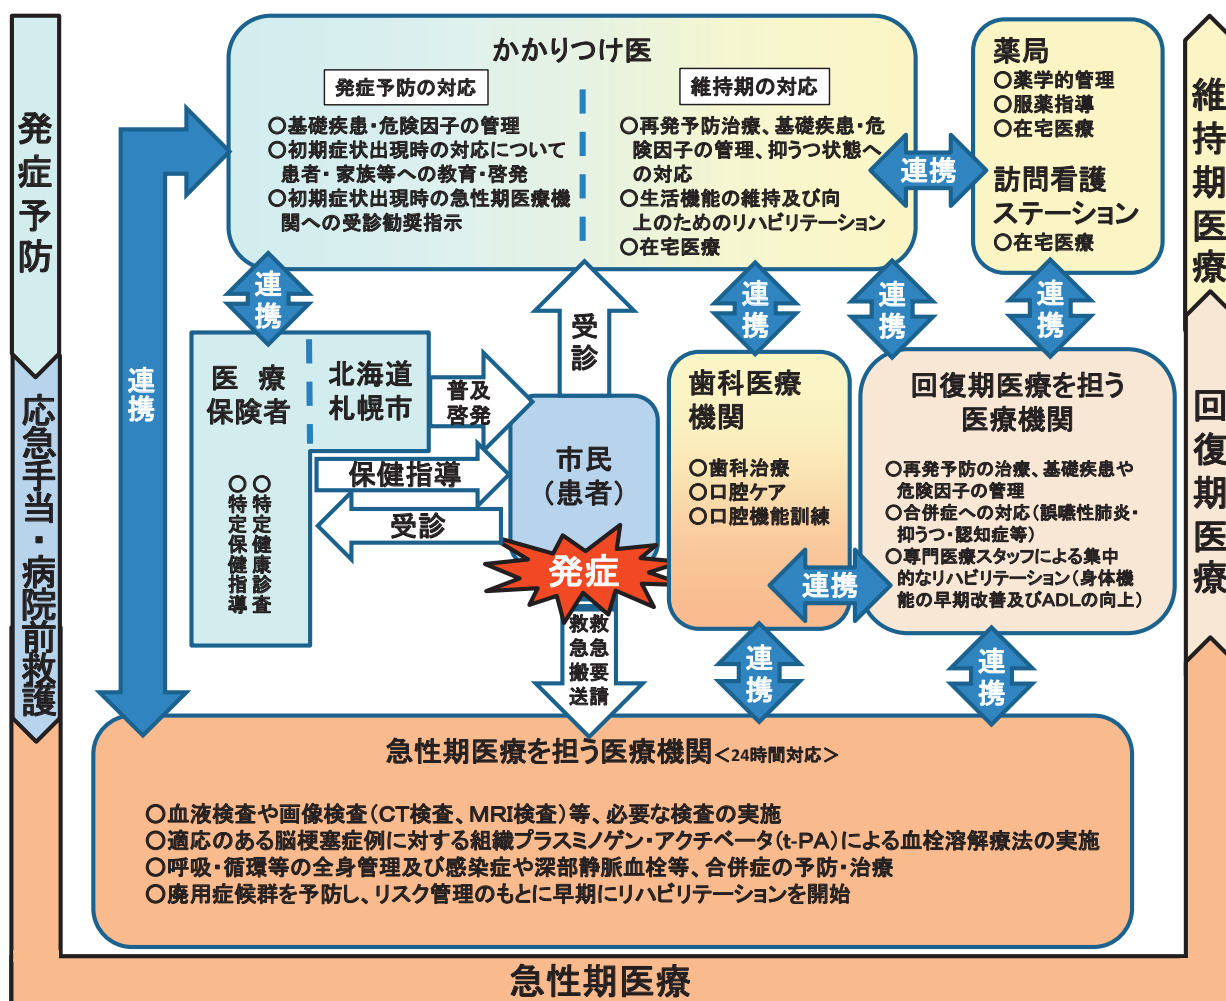 発症予防
応急手当・病院前救護
急性期医療
回復期医療
維持期医療
かかりつけ医
発症予防の対応
○基礎疾患・危険因子の管理
○初期症状出現時の対応について
患者・家族等への教育・啓発
○初期症状出現時の急性期医療機
関への受診勧奨指示
維持期の対応
○再発予防治療、基礎疾患・危
険因子の管理、抑うつ状態へ
の対応
○生活機能の維持及び向
上のためのリハビリテーション
○在宅医療
連携
薬局
○薬学的管理
○服薬指導
○在宅医療
訪問看護
ステーション
○在宅医療
連携
連携
受診
連携
連携
連携
医療
保険者
北海道
札幌市
○特定健康診査
○特定保健指導
普及
啓発
保健指導
受診
市民
（患者）
発症
救急要請
救急搬送
歯科医療
機関
○歯科治療
○口腔ケア
○口腔機能訓練
連携
回復期医療を担う
医療機関
○再発予防の治療、基礎疾患や
危険因子の管理
○合併症への対応（誤嚥性肺炎・
抑うつ・認知症等）
○専門医療スタッフによる集中
的なリハビリテーション（身体機
能の早期改善及びADLの向上）
連携
連携
急性期医療を担う医療機関＜24時間対応＞
○血液検査や画像検査（CT検査、MRI検査）等、必要な検査の実施
○適応のある脳梗塞症例に対する組織プラスミノゲン・アクチベータ（t-PA）による血栓溶解療法の実施
○呼吸・循環等の全身管理及び感染症や深部静脈血栓等、合併症の予防・治療
○廃用症候群を予防し、リスク管理のもとに早期にリハビリテーションを開始